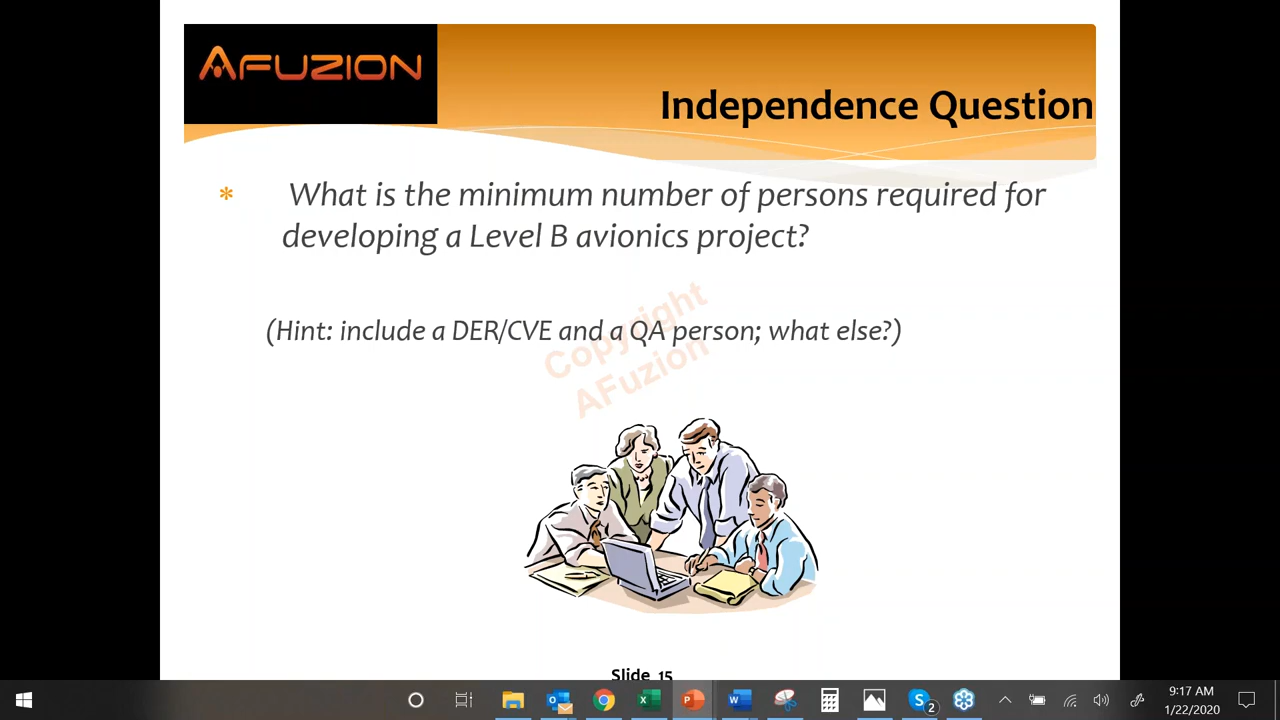 AFUZION
Independence Question
* What is the minimum number of persons required for
developing a Level B avionics project?
(Hint: include a DER/CVE and a QA person; what else?)
Copyright
AFuzion
Slide 15
9:17 AM
1/22/2020
2